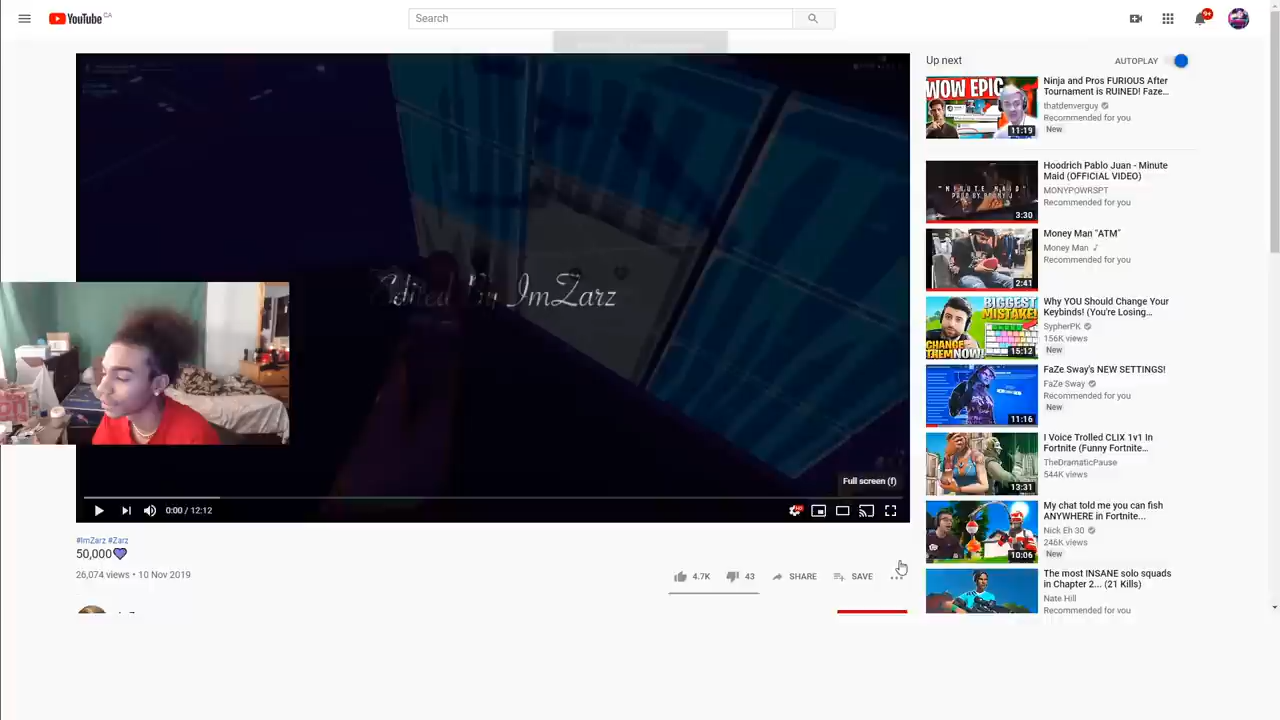 YouTube CA
Search
9+
Edited By ImZarz
Full screen (f)
0:00 / 12:12
#ImZarz #Zarz
50,000💜
26,074 views • 10 Nov 2019
4.7K
43
SHARE
SAVE
Up next
AUTOPLAY
WOW EPIC
11:19
Ninja and Pros FURIOUS After
Tournament is RUINED! Faze...
thatdenverguy
Recommended for you
New
3:30
Hoodrich Pablo Juan - Minute
Maid (OFFICIAL VIDEO)
MONYPOWRSPT
Recommended for you
2:41
Money Man "ATM"
Money Man
Recommended for you
BIGGEST
MISTAKE!
CHANGE
THEM NOW!
15:12
Why YOU Should Change Your
Keybinds! (You're Losing...
SypherPK
156K views
New
11:16
FaZe Sway's NEW SETTINGS!
FaZe Sway
Recommended for you
New
13:31
I Voice Trolled CLIX 1v1 In
Fortnite (Funny Fortnite...
TheDramaticPause
544K views
10:06
My chat told me you can fish
ANYWHERE in Fortnite...
Nick Eh 30
246K views
New
The most INSANE solo squads
in Chapter 2... (21 Kills)
Nate Hill
Recommended for you